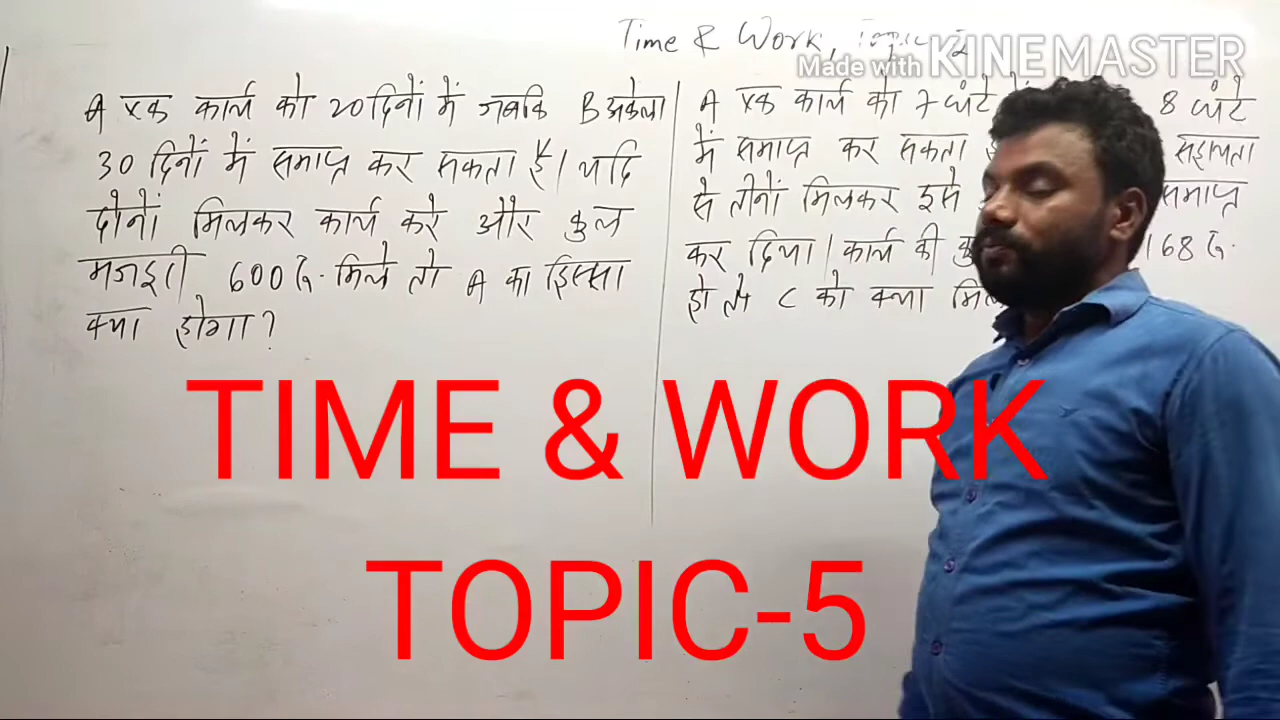 Time & Work, Topic
Made with KINEMASTER
A एक कार्य को 20 दिनों में जबकि B अकेला
30 दिनों में समाप्त कर सकता है। यदि
दोनों मिलकर कार्य करे और कुल
मजदूरी 600 रु. मिले तो A का हिस्सा
क्या होगा ?
A एक कार्य को 7 घंटे 8 घंटे
में समाप्त कर सकता सहायता
से तीनों मिलकर इसे समाप्त
कर दिया। कार्य की 168 रु.
हो तो C को क्या
TIME & WORK
TOPIC-5